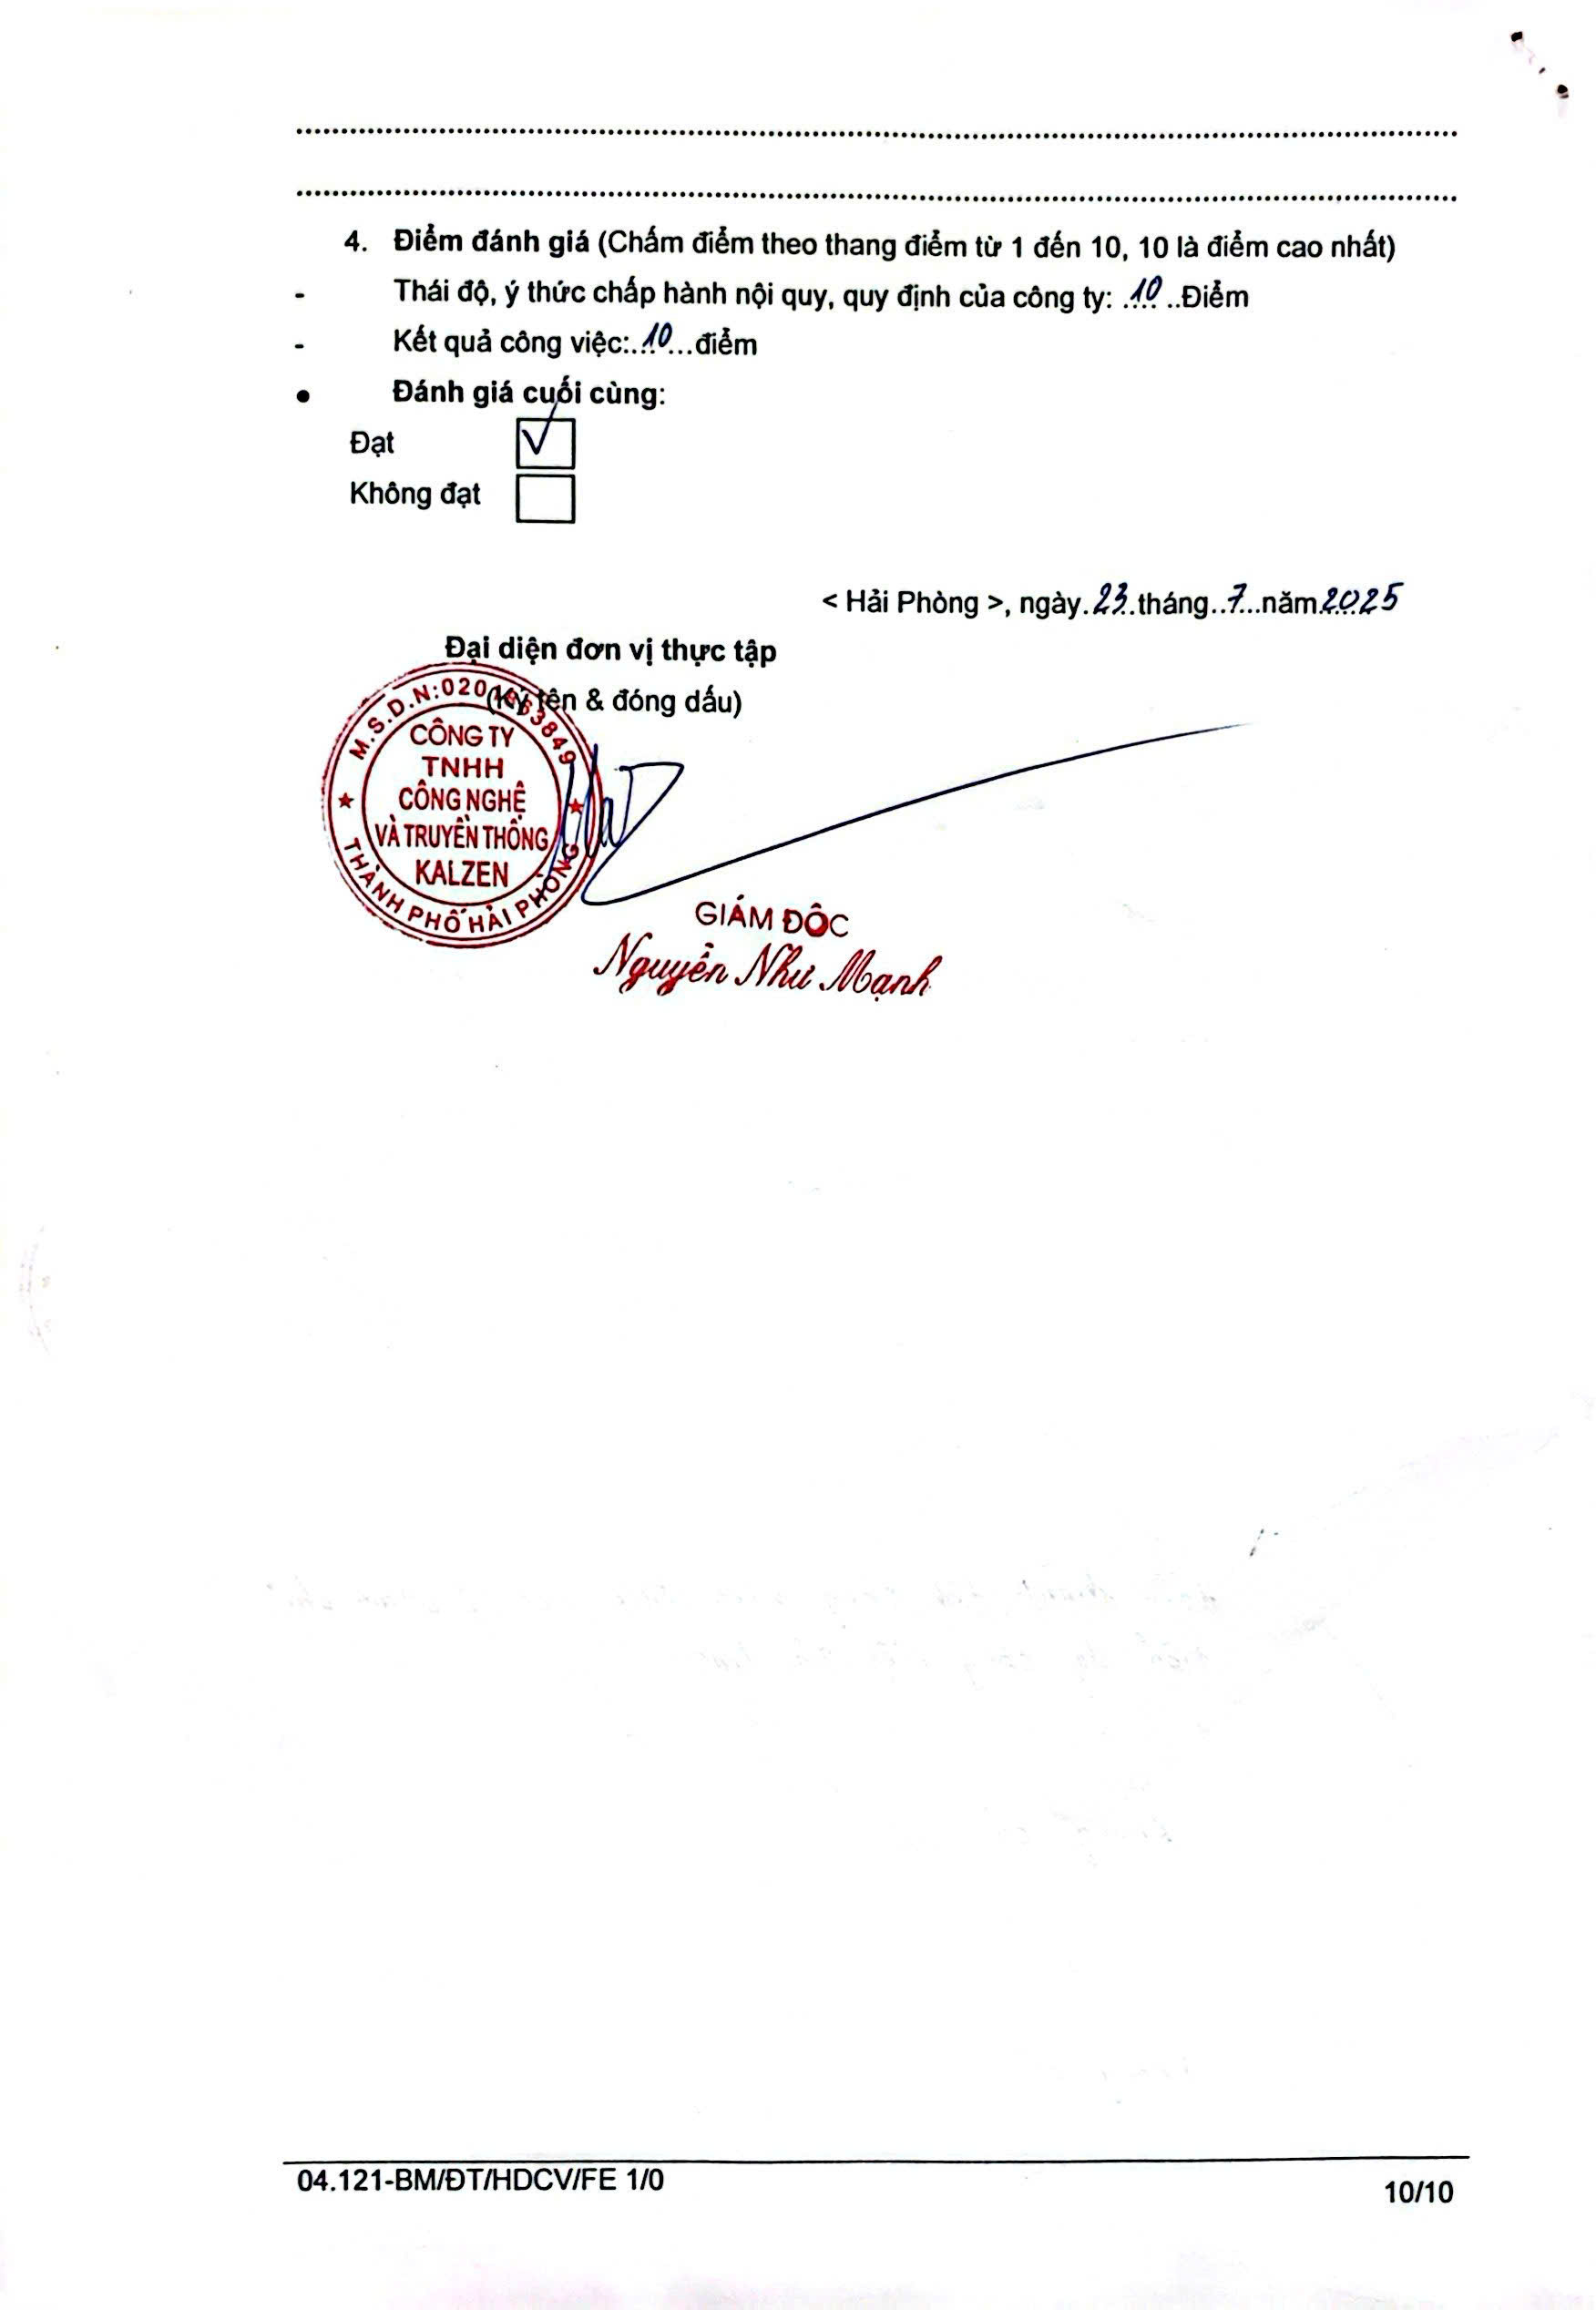 4. Điểm đánh giá (Chấm điểm theo thang điểm từ 1 đến 10, 10 là điểm cao nhất)
- Thái độ, ý thức chấp hành nội quy, quy định của công ty: ..10..Điểm
- Kết quả công việc:...10...điểm
• Đánh giá cuối cùng:
Đạt
Không đạt
< Hải Phòng >, ngày.23.tháng..7...năm2025
Đại diện đơn vị thực tập
(Ký tên & đóng dấu)
CÔNG TY
TNHH
CÔNG NGHỆ
VÀ TRUYỀN THÔNG
KALZEN
THÀNH PHỐ HẢI PHÒNG
GIÁM ĐỐC
Nguyễn Như Mạnh
04.121-BM/ĐT/HDCV/FE 1/0
10/10